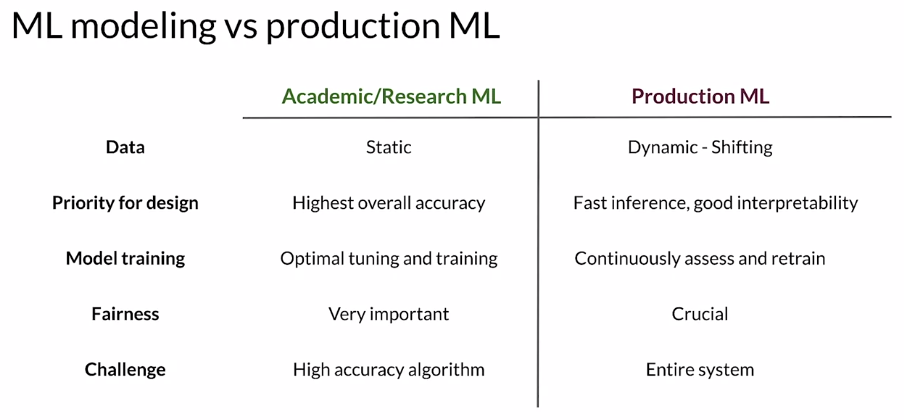 ML modeling vs production ML
Academic/Research ML Production ML
Data Static Dynamic - Shifting
Priority for design Highest overall accuracy Fast inference, good interpretability
Model training Optimal tuning and training Continuously assess and retrain
Fairness Very important Crucial
Challenge High accuracy algorithm Entire system